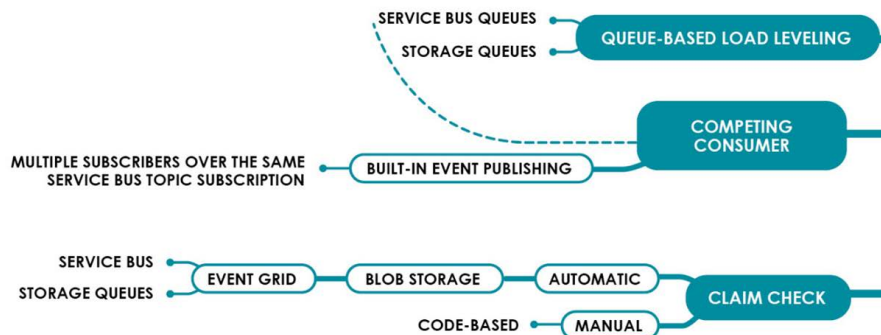 SERVICE BUS QUEUES
QUEUE-BASED LOAD LEVELING
STORAGE QUEUES
COMPETING
CONSUMER
MULTIPLE SUBSCRIBERS OVER THE SAME
SERVICE BUS TOPIC SUBSCRIPTION
BUILT-IN EVENT PUBLISHING
SERVICE BUS
STORAGE QUEUES
EVENT GRID
BLOB STORAGE
AUTOMATIC
CLAIM CHECK
CODE-BASED
MANUAL